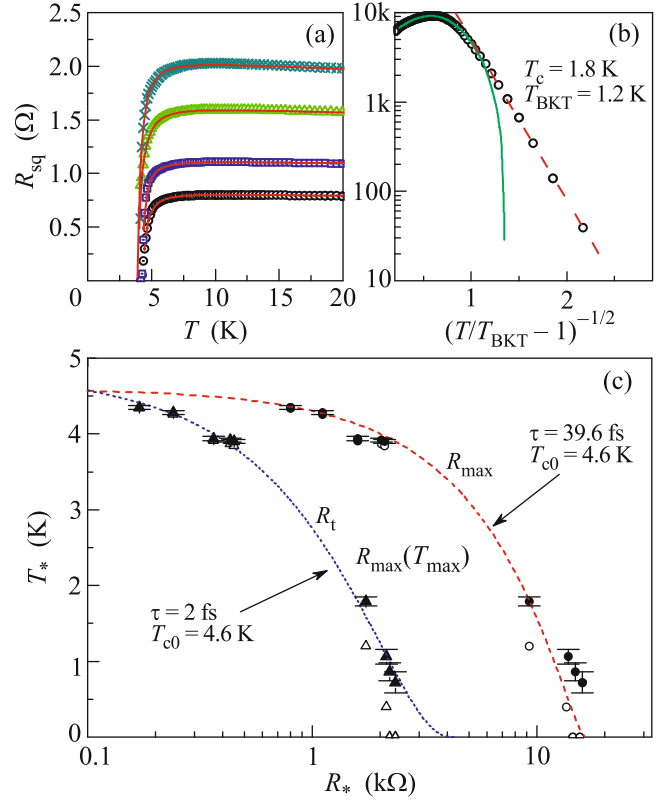 (a)
R_sq (Ω)
2.0
1.5
1.0
0.5
5 10 15 20
T (K)
(b)
10k
1k
100
10
T_c = 1.8 K
T_BKT = 1.2 K
1 2
(T/T_BKT − 1)^−1/2
(c)
T_* (K)
5
4
3
2
1
0
τ = 39.6 fs
T_c0 = 4.6 K
R_max
R_t
R_max(T_max)
τ = 2 fs
T_c0 = 4.6 K
0.1 1 10
R_* (kΩ)